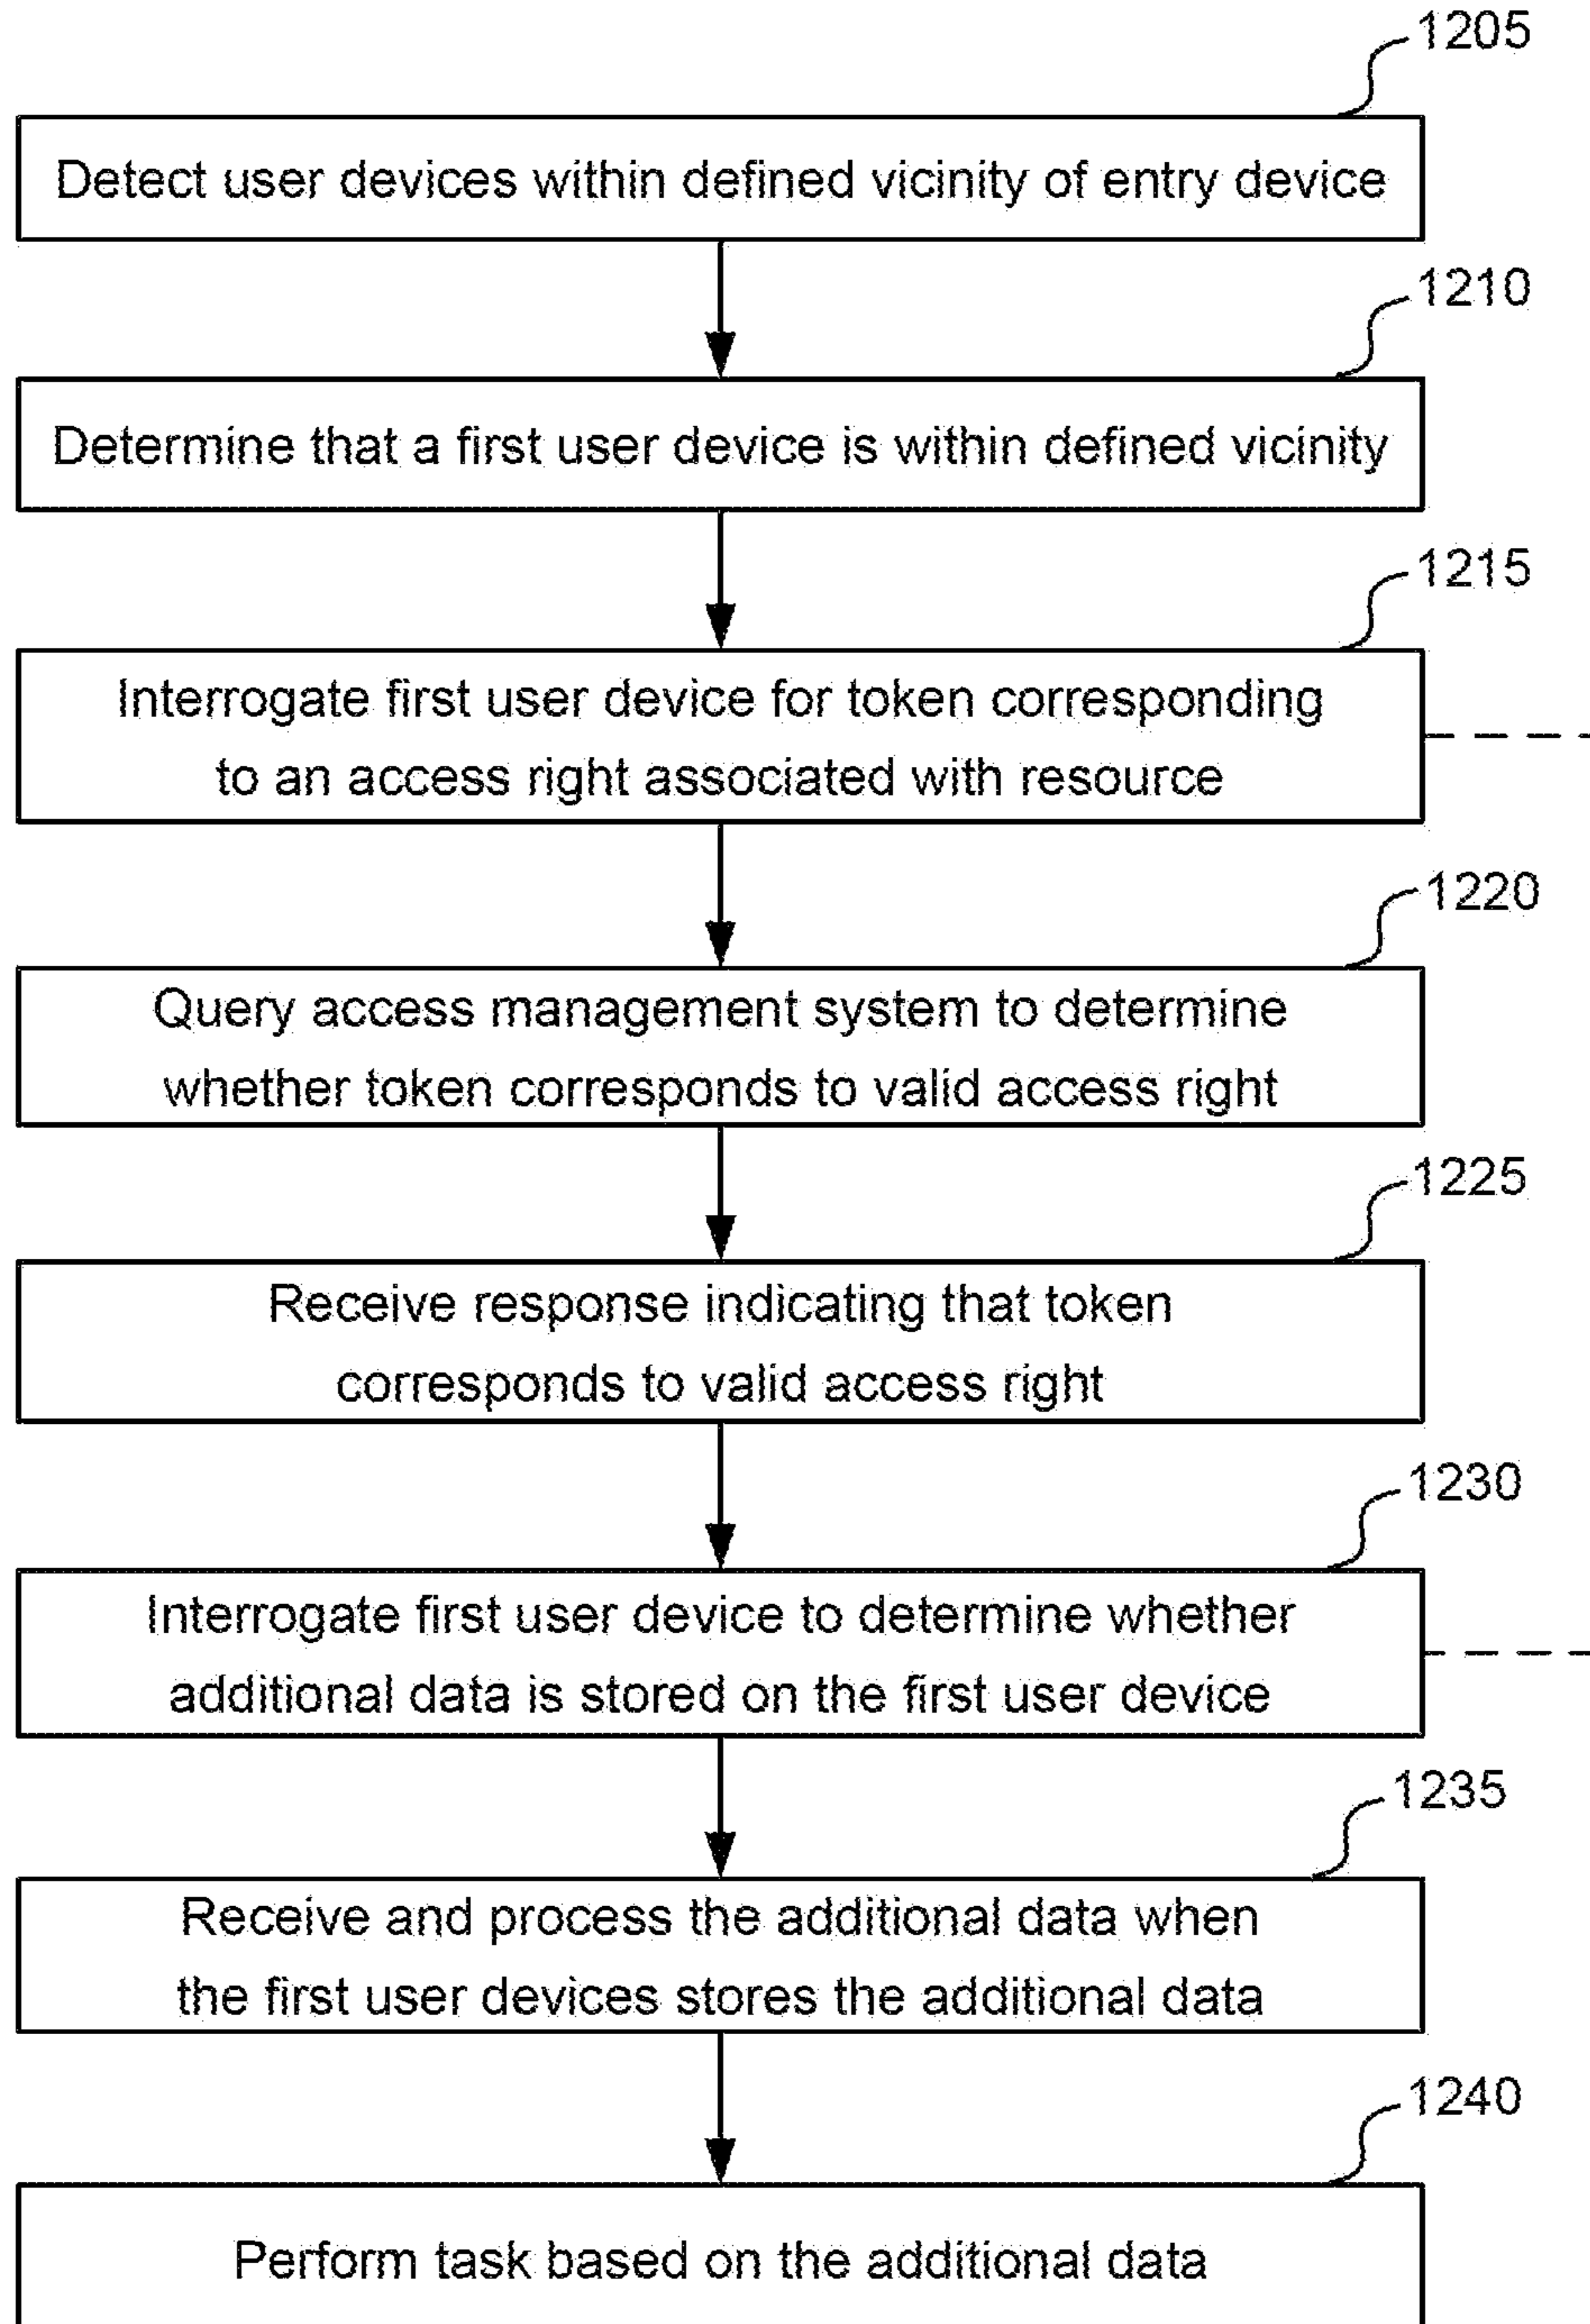 1205
Detect user devices within defined vicinity of entry device
1210
Determine that a first user device is within defined vicinity
1215
Interrogate first user device for token corresponding
to an access right associated with resource
1220
Query access management system to determine
whether token corresponds to valid access right
1225
Receive response indicating that token
corresponds to valid access right
1230
Interrogate first user device to determine whether
additional data is stored on the first user device
1235
Receive and process the additional data when
the first user devices stores the additional data
1240
Perform task based on the additional data